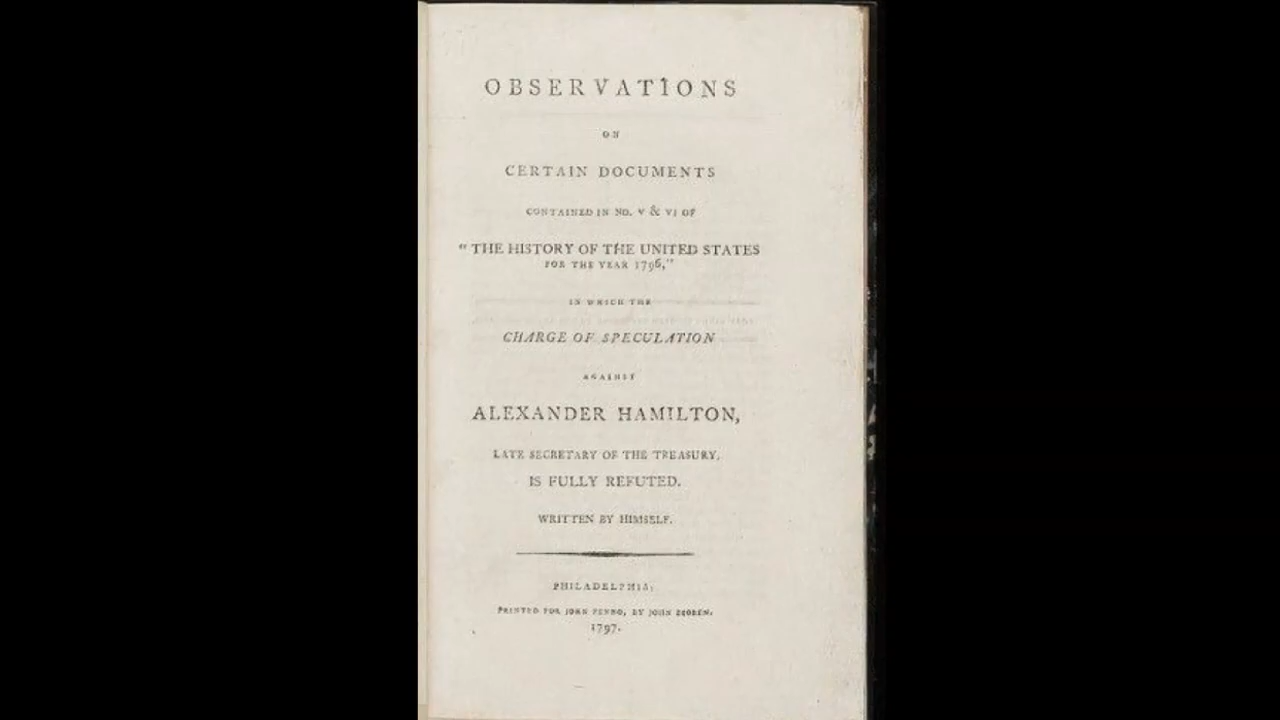 OBSERVATIONS
ON
CERTAIN DOCUMENTS
CONTAINED IN NO. V & VI OF
"THE HISTORY OF THE UNITED STATES
FOR THE YEAR 1796,"
IN WHICH THE
CHARGE OF SPECULATION
AGAINST
ALEXANDER HAMILTON,
LATE SECRETARY OF THE TREASURY,
IS FULLY REFUTED.
WRITTEN BY HIMSELF.
PHILADELPHIA:
PRINTED FOR JOHN FENNO, BY JOHN BIOREN.
1797.